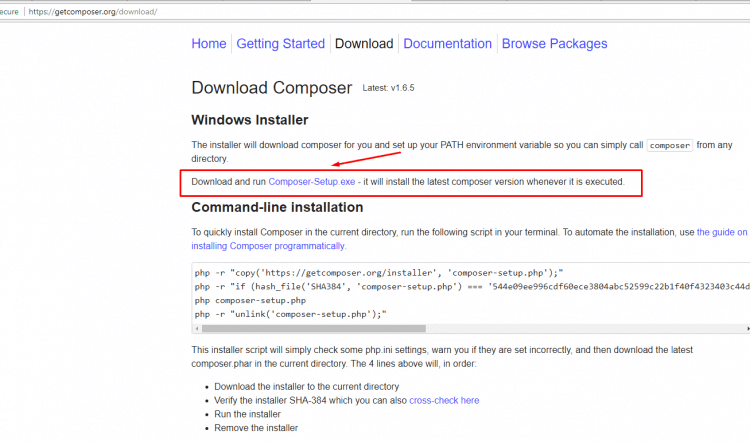 ecure https://getcomposer.org/download/
Home Getting Started Download Documentation Browse Packages
Download Composer Latest: v1.6.5
Windows Installer
The installer will download composer for you and set up your PATH environment variable so you can simply call composer from any
directory.
Download and run Composer-Setup.exe - it will install the latest composer version whenever it is executed.
Command-line installation
To quickly install Composer in the current directory, run the following script in your terminal. To automate the installation, use the guide on
installing Composer programmatically.
php -r "copy('https://getcomposer.org/installer', 'composer-setup.php');"
php -r "if (hash_file('SHA384', 'composer-setup.php') === '544e09ee996cdf60ece3804abc52599c22b1f40f4323403c44d
php composer-setup.php
php -r "unlink('composer-setup.php');"
This installer script will simply check some php.ini settings, warn you if they are set incorrectly, and then download the latest
composer.phar in the current directory. The 4 lines above will, in order:
• Download the installer to the current directory
• Verify the installer SHA-384 which you can also cross-check here
• Run the installer
• Remove the installer